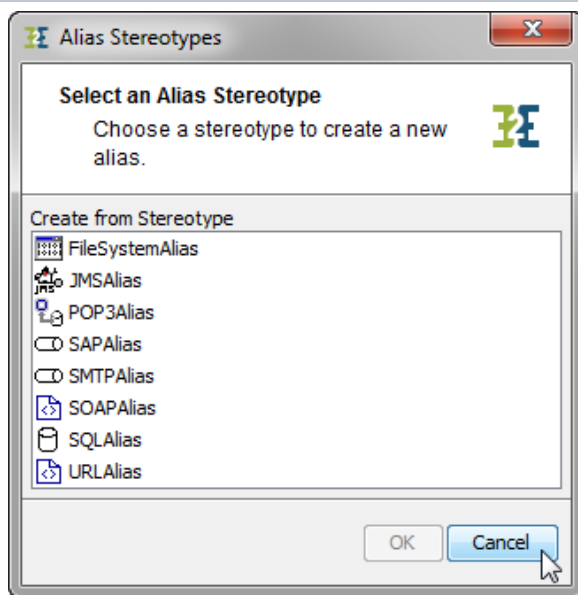 Alias Stereotypes
Select an Alias Stereotype
Choose a stereotype to create a new
alias.
Create from Stereotype
FileSystemAlias
JMSAlias
POP3Alias
SAPAlias
SMTPAlias
SOAPAlias
SQLAlias
URLAlias
OK
Cancel